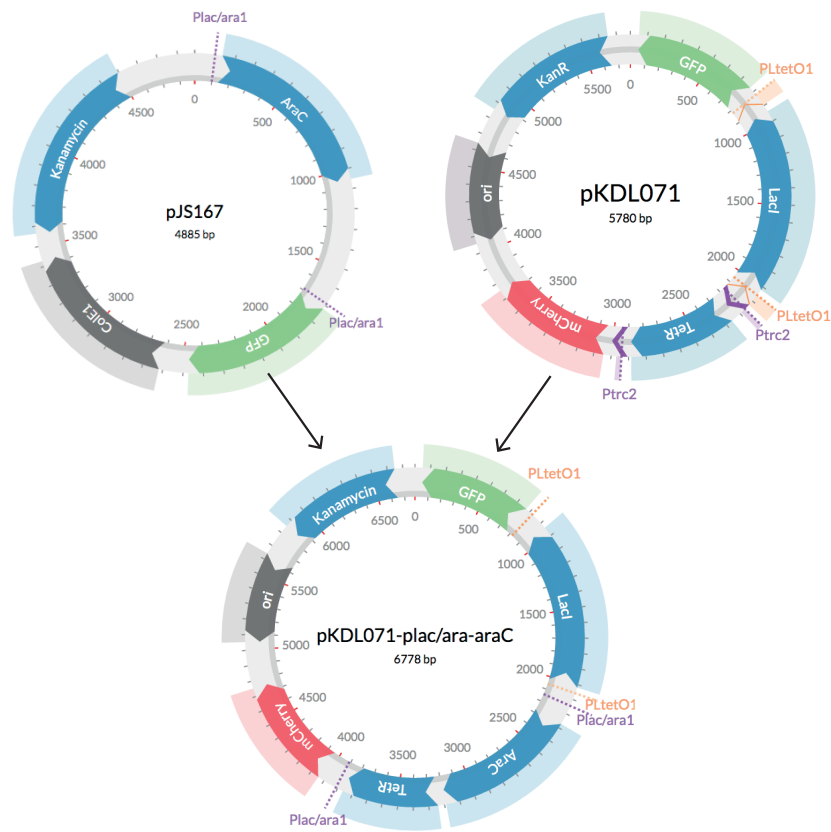 Plac/ara1
AraC
Kanamycin
4500
0
500
1000
4000
pJS167
4885 bp
3500
1500
3000
2500
2000
ColE1
GFP
Plac/ara1
KanR
GFP
PLtetO1
5500
0
500
5000
1000
4500
ori
pKDL071
5780 bp
1500
LacI
4000
2000
3500
3000
2500
mCherry
TetR
PLtetO1
Ptrc2
Ptrc2
Kanamycin
GFP
PLtetO1
6500
0
500
6000
1000
5500
ori
LacI
1500
pKDL071-plac/ara-araC
6778 bp
5000
2000
PLtetO1
Plac/ara1
4500
2500
4000
3500
3000
mCherry
TetR
AraC
Plac/ara1